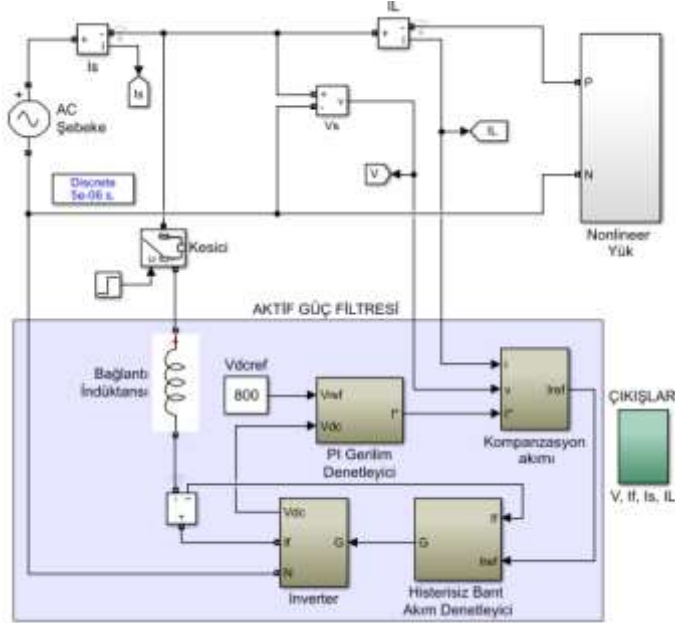 IL
+
-
i
Is
Is
AC
Şebeke
+
-
v
Vs
IL
V
P
N
Nonlineer
Yük
Discrete
5e-06 s.
Kesici
AKTİF GÜÇ FİLTRESİ
Bağlantı
İndüktansı
Vdcref
800
Vref
Vdc
I*
PI Gerilim
Denetleyici
i
v
I*
Iref
Kompanzasyon
akımı
ÇIKIŞLAR
V, If, Is, IL
Vdc
If
N
G
Inverter
G
If
Iref
Histerisiz Bant
Akım Denetleyici